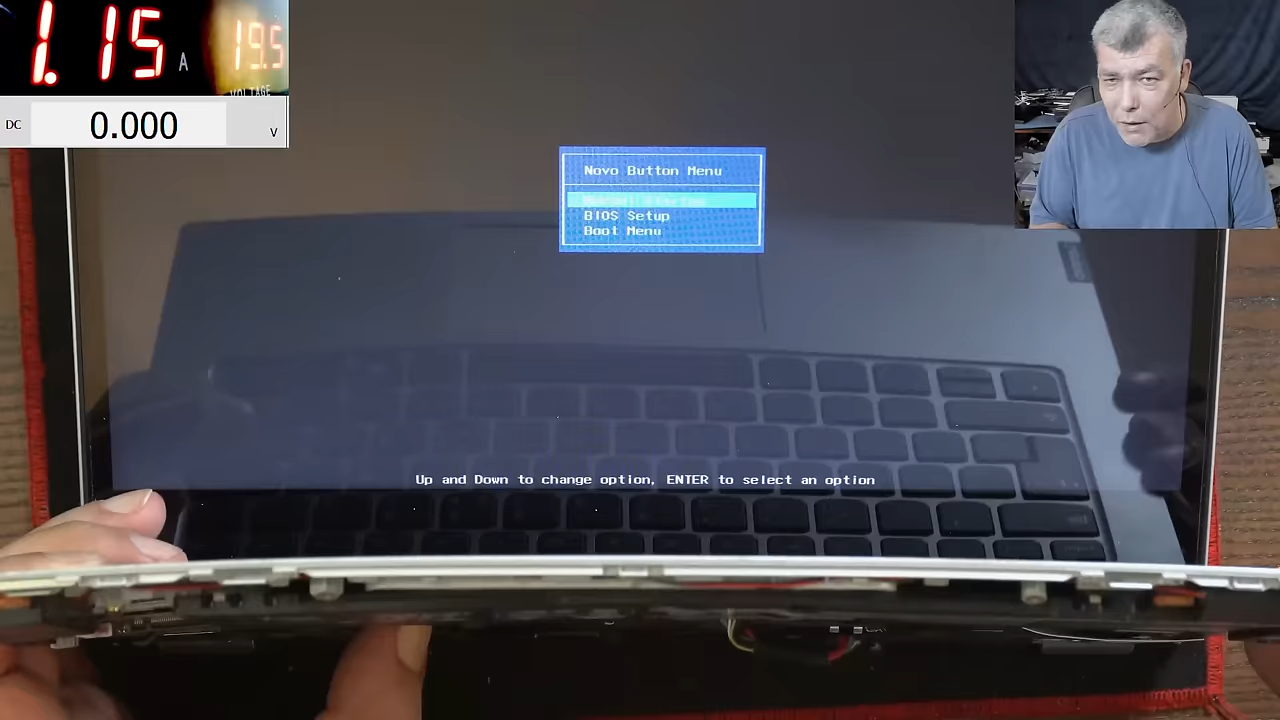 1.15 A 19.5
VOLTAGE
DC 0.000 V
Novo Button Menu
BIOS Setup
Boot Menu
Up and Down to change option, ENTER to select an option